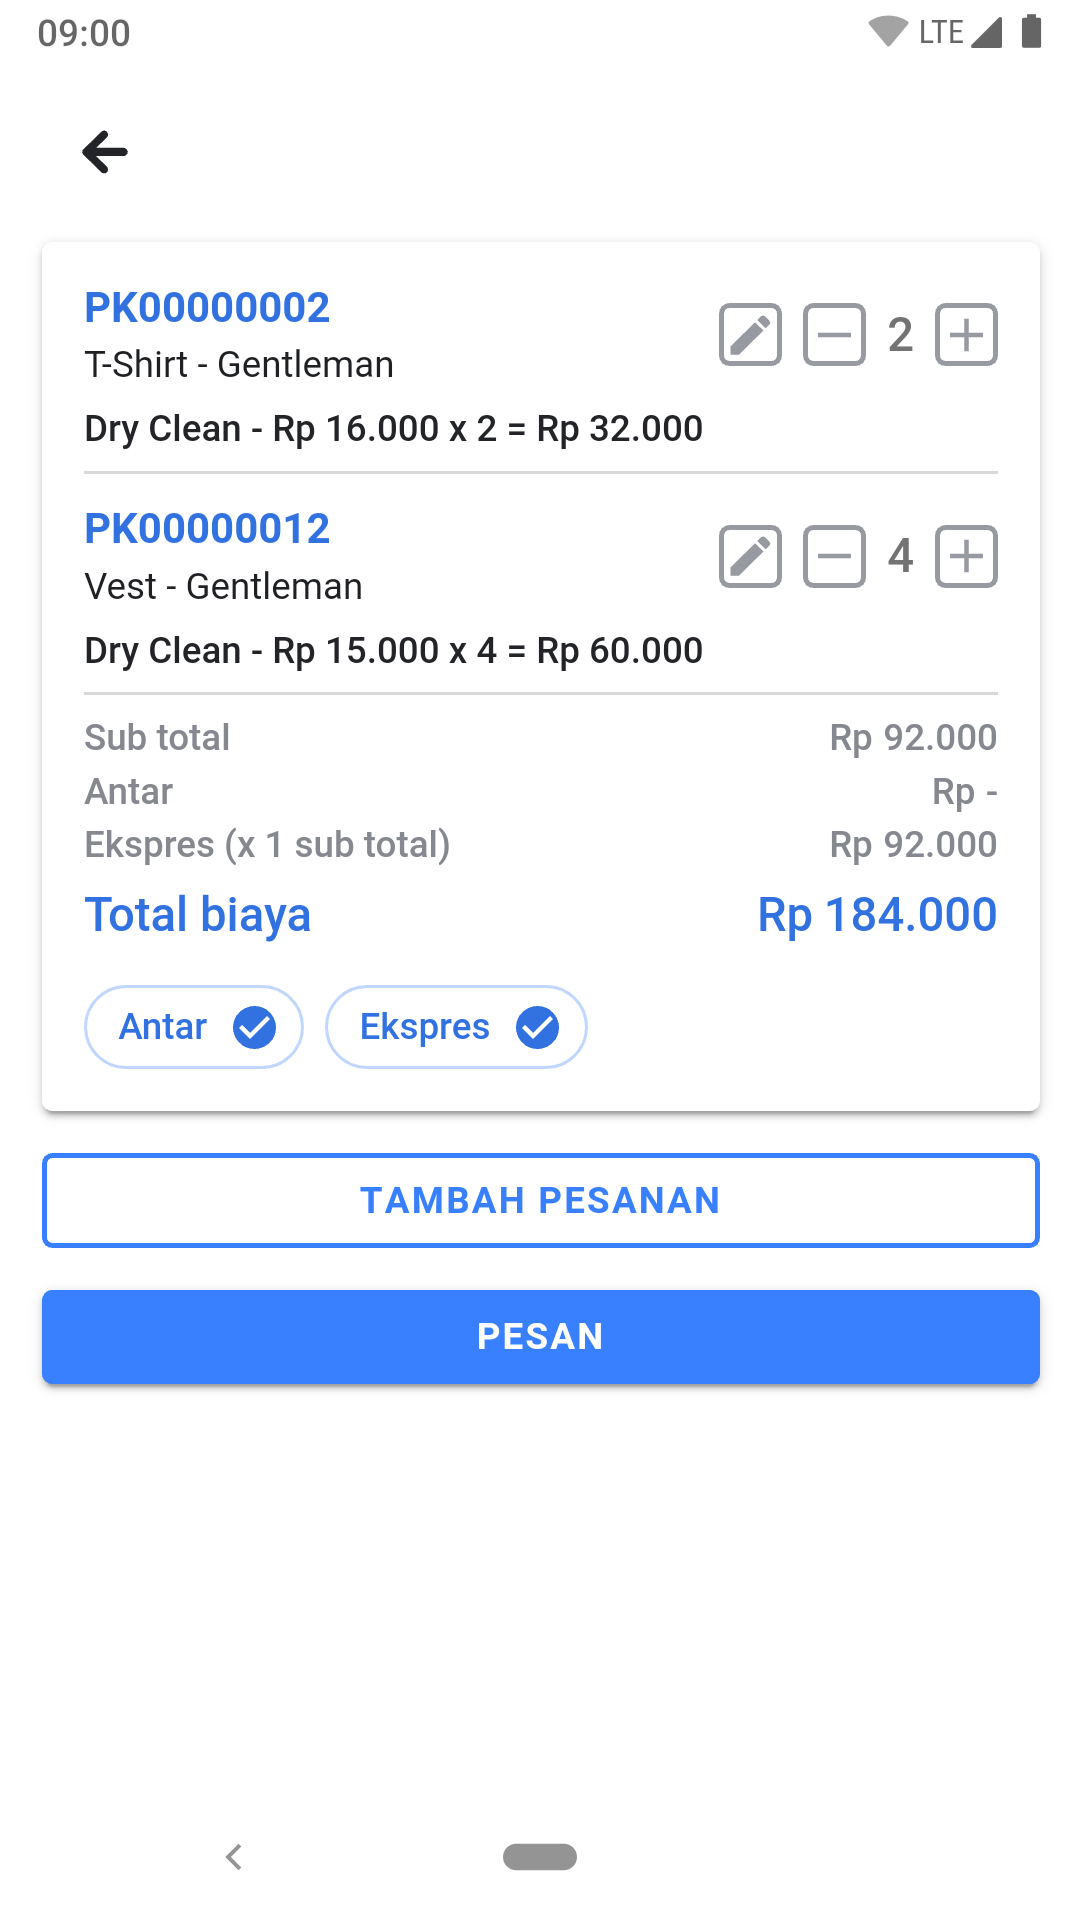 09:00 LTE
PK00000002
2
T-Shirt - Gentleman
Dry Clean - Rp 16.000 x 2 = Rp 32.000
PK00000012
4
Vest - Gentleman
Dry Clean - Rp 15.000 x 4 = Rp 60.000
Sub total Rp 92.000
Antar Rp -
Ekspres (x 1 sub total) Rp 92.000
Total biaya Rp 184.000
Antar Ekspres
TAMBAH PESANAN
PESAN